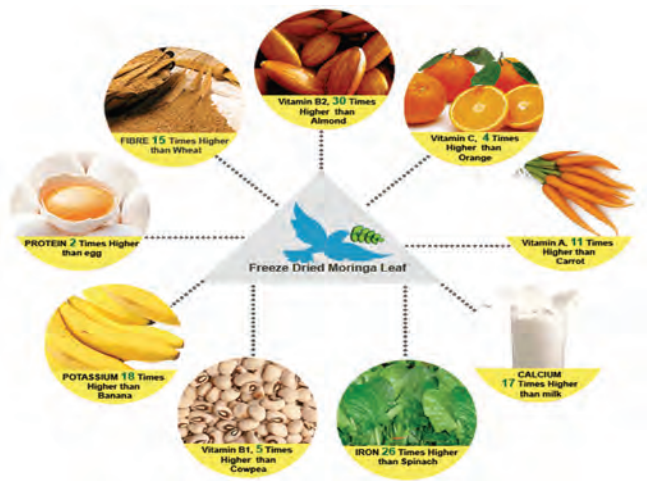 Vitamin B2, 30 Times
Higher than
Almond
FIBRE 15 Times Higher
than Wheat
Vitamin C, 4 Times
Higher than
Orange
PROTEIN 2 Times Higher
than egg
Freeze Dried Moringa Leaf
Vitamin A, 11 Times
Higher than
Carrot
POTASSIUM 18 Times
Higher than
Banana
CALCIUM
17 Times Higher
than milk
Vitamin B1, 5 Times
Higher than
Cowpea
IRON 26 Times Higher
than Spinach